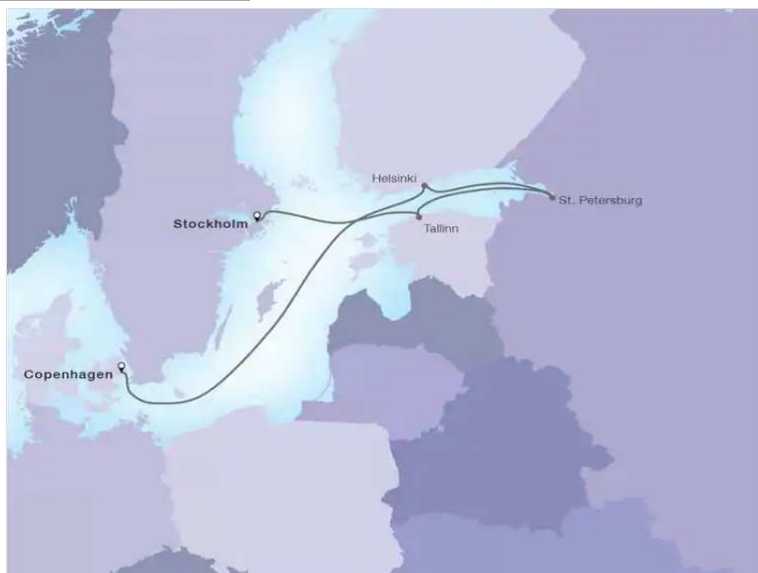 Helsinki
St. Petersburg
Stockholm
Tallinn
Copenhagen